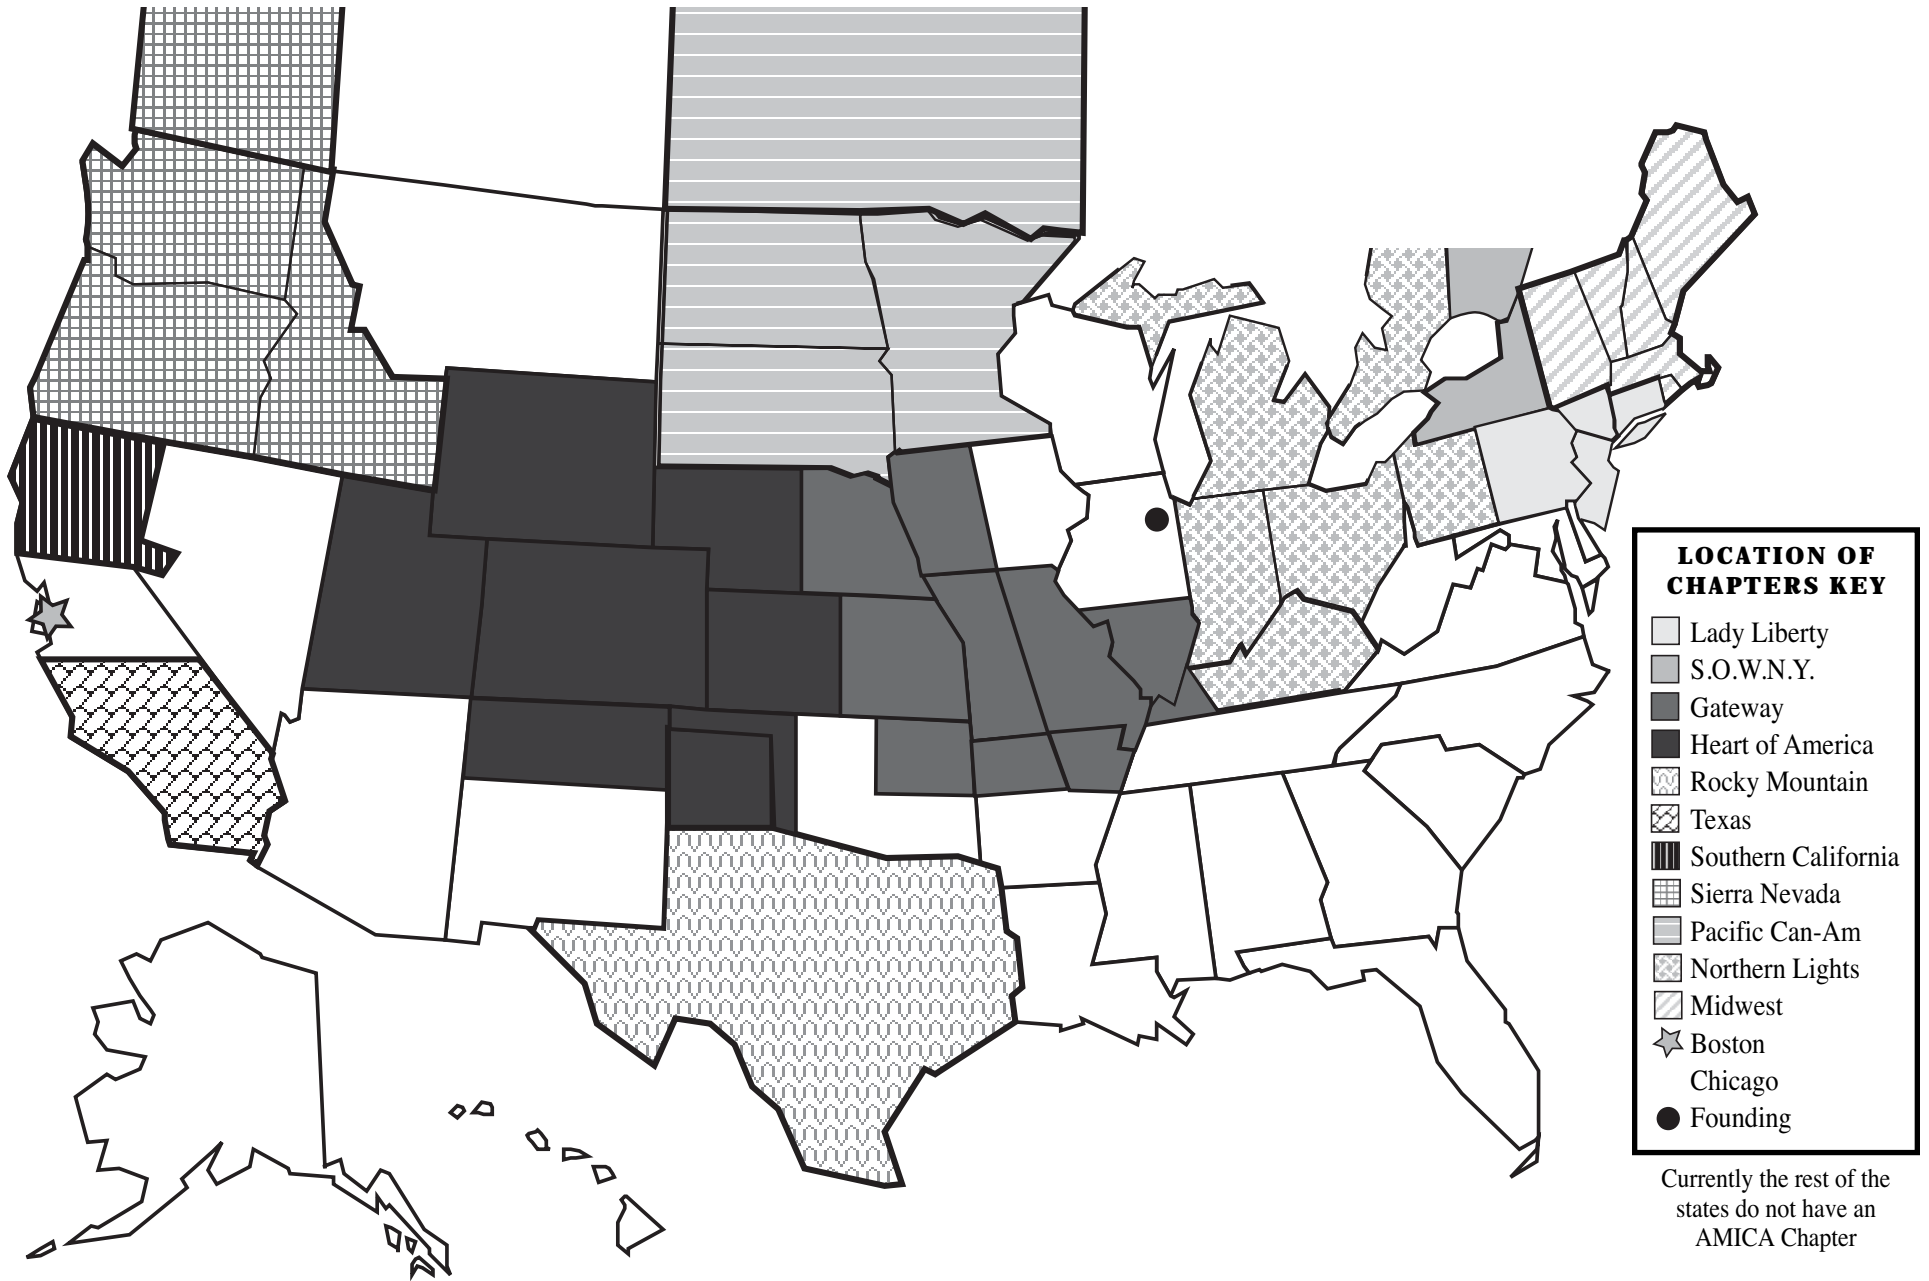 LOCATION OF
CHAPTERS KEY
Lady Liberty
S.O.W.N.Y.
Gateway
Heart of America
Rocky Mountain
Texas
Southern California
Sierra Nevada
Pacific Can-Am
Northern Lights
Midwest
Boston
Chicago
Founding
Currently the rest of the
states do not have an
AMICA Chapter